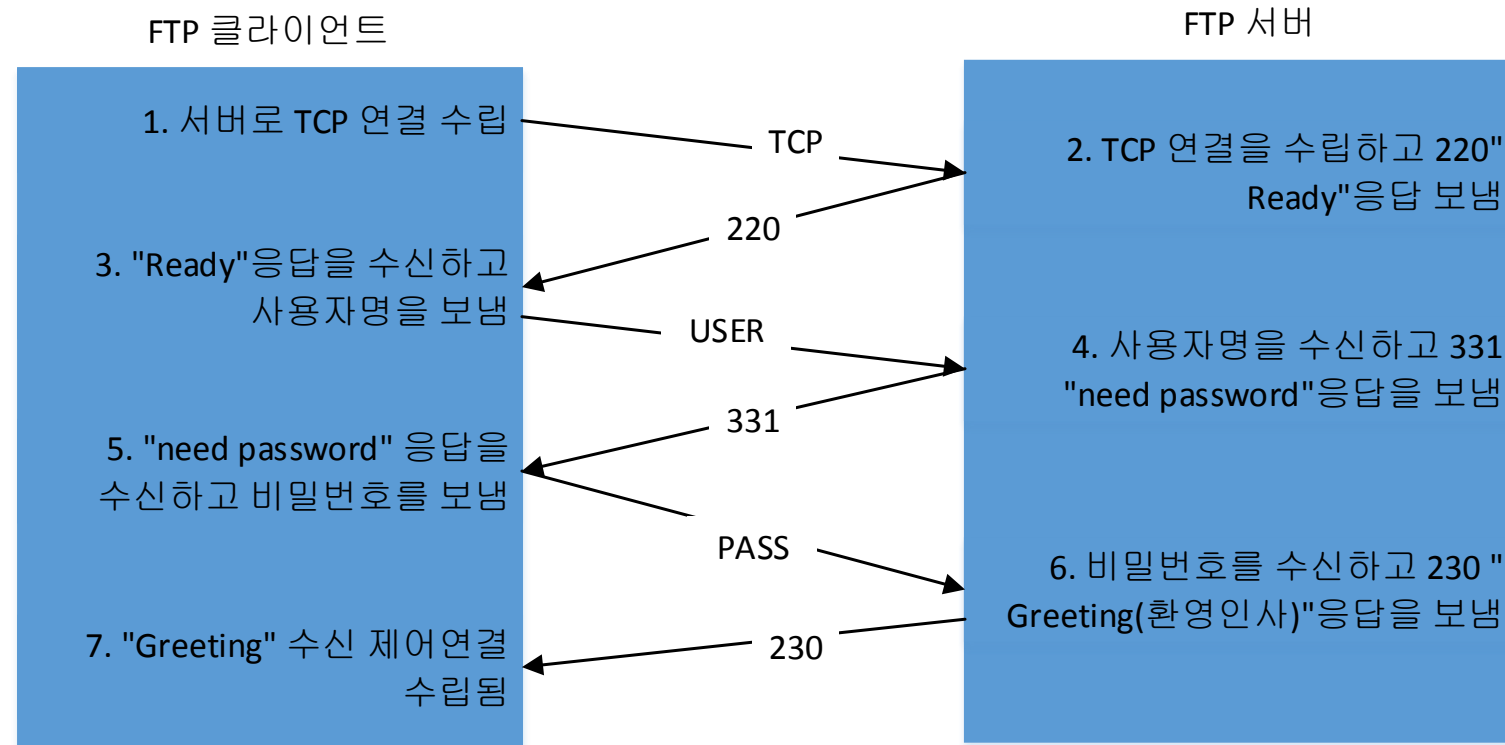 FTP 클라이언트
FTP 서버
1. 서버로 TCP 연결 수립
TCP
2. TCP 연결을 수립하고 220"
Ready"응답 보냄
220
3. "Ready"응답을 수신하고
사용자명을 보냄
USER
4. 사용자명을 수신하고 331
"need password"응답을 보냄
331
5. "need password" 응답을
수신하고 비밀번호를 보냄
PASS
6. 비밀번호를 수신하고 230 "
Greeting(환영인사)"응답을 보냄
230
7. "Greeting" 수신 제어연결
수립됨